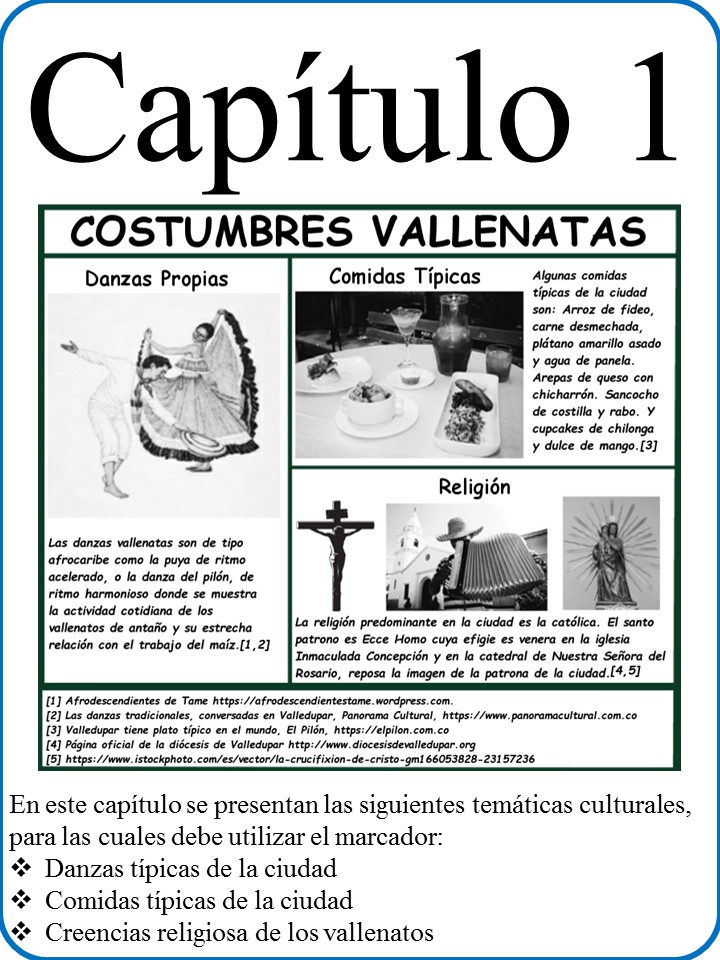 Capítulo 1
COSTUMBRES VALLENATAS
Danzas Propias
Las danzas vallenatas son de tipo
afrocaribe como la puya de ritmo
acelerado, o la danza del pilón, de
ritmo harmonioso donde se muestra
la actividad cotidiana de los
vallenatos de antaño y su estrecha
relación con el trabajo del maíz.[1,2]
Comidas Típicas
Algunas comidas
típicas de la ciudad
son: Arroz de fideo,
carne desmechada,
plátano amarillo asado
y agua de panela.
Arepas de queso con
chicharrón. Sancocho
de costilla y rabo. Y
cupcakes de chilonga
y dulce de mango.[3]
Religión
La religión predominante en la ciudad es la católica. El santo
patrono es Ecce Homo cuya efigie es venera en la iglesia
Inmaculada Concepción y en la catedral de Nuestra Señora del
Rosario, reposa la imagen de la patrona de la ciudad.[4,5]
[1] Afrodescendientes de Tame https://afrodescendientestame.wordpress.com.
[2] Las danzas tradicionales, conversadas en Valledupar, Panorama Cultural, https://www.panoramacultural.com.co
[3] Valledupar tiene plato típico en el mundo, El Pilón, https://elpilon.com.co
[4] Página oficial de la diócesis de Valledupar http://www.diocesisdevalledupar.org
[5] https://www.istockphoto.com/es/vector/la-crucifixion-de-cristo-gm166053828-23157236
En este capítulo se presentan las siguientes temáticas culturales,
para las cuales debe utilizar el marcador:
❖ Danzas típicas de la ciudad
❖ Comidas típicas de la ciudad
❖ Creencias religiosa de los vallenatos